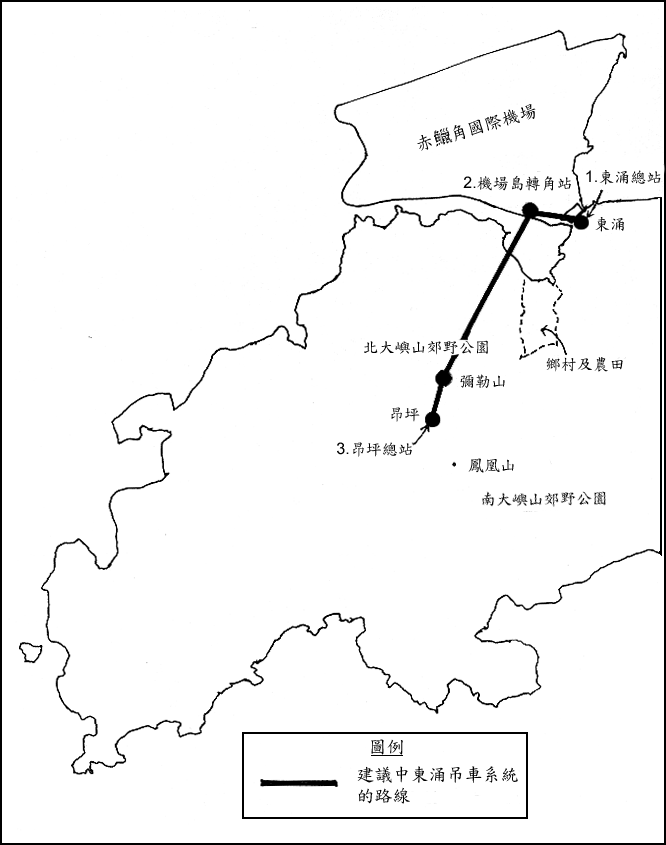 赤鱲角國際機場
2.機場島轉角站
1.東涌總站
東涌
北大嶼山郊野公園
鄉村及農田
彌勒山
昂坪
3.昂坪總站
鳳凰山
南大嶼山郊野公園
圖例
建議中東涌吊車系統
的路線